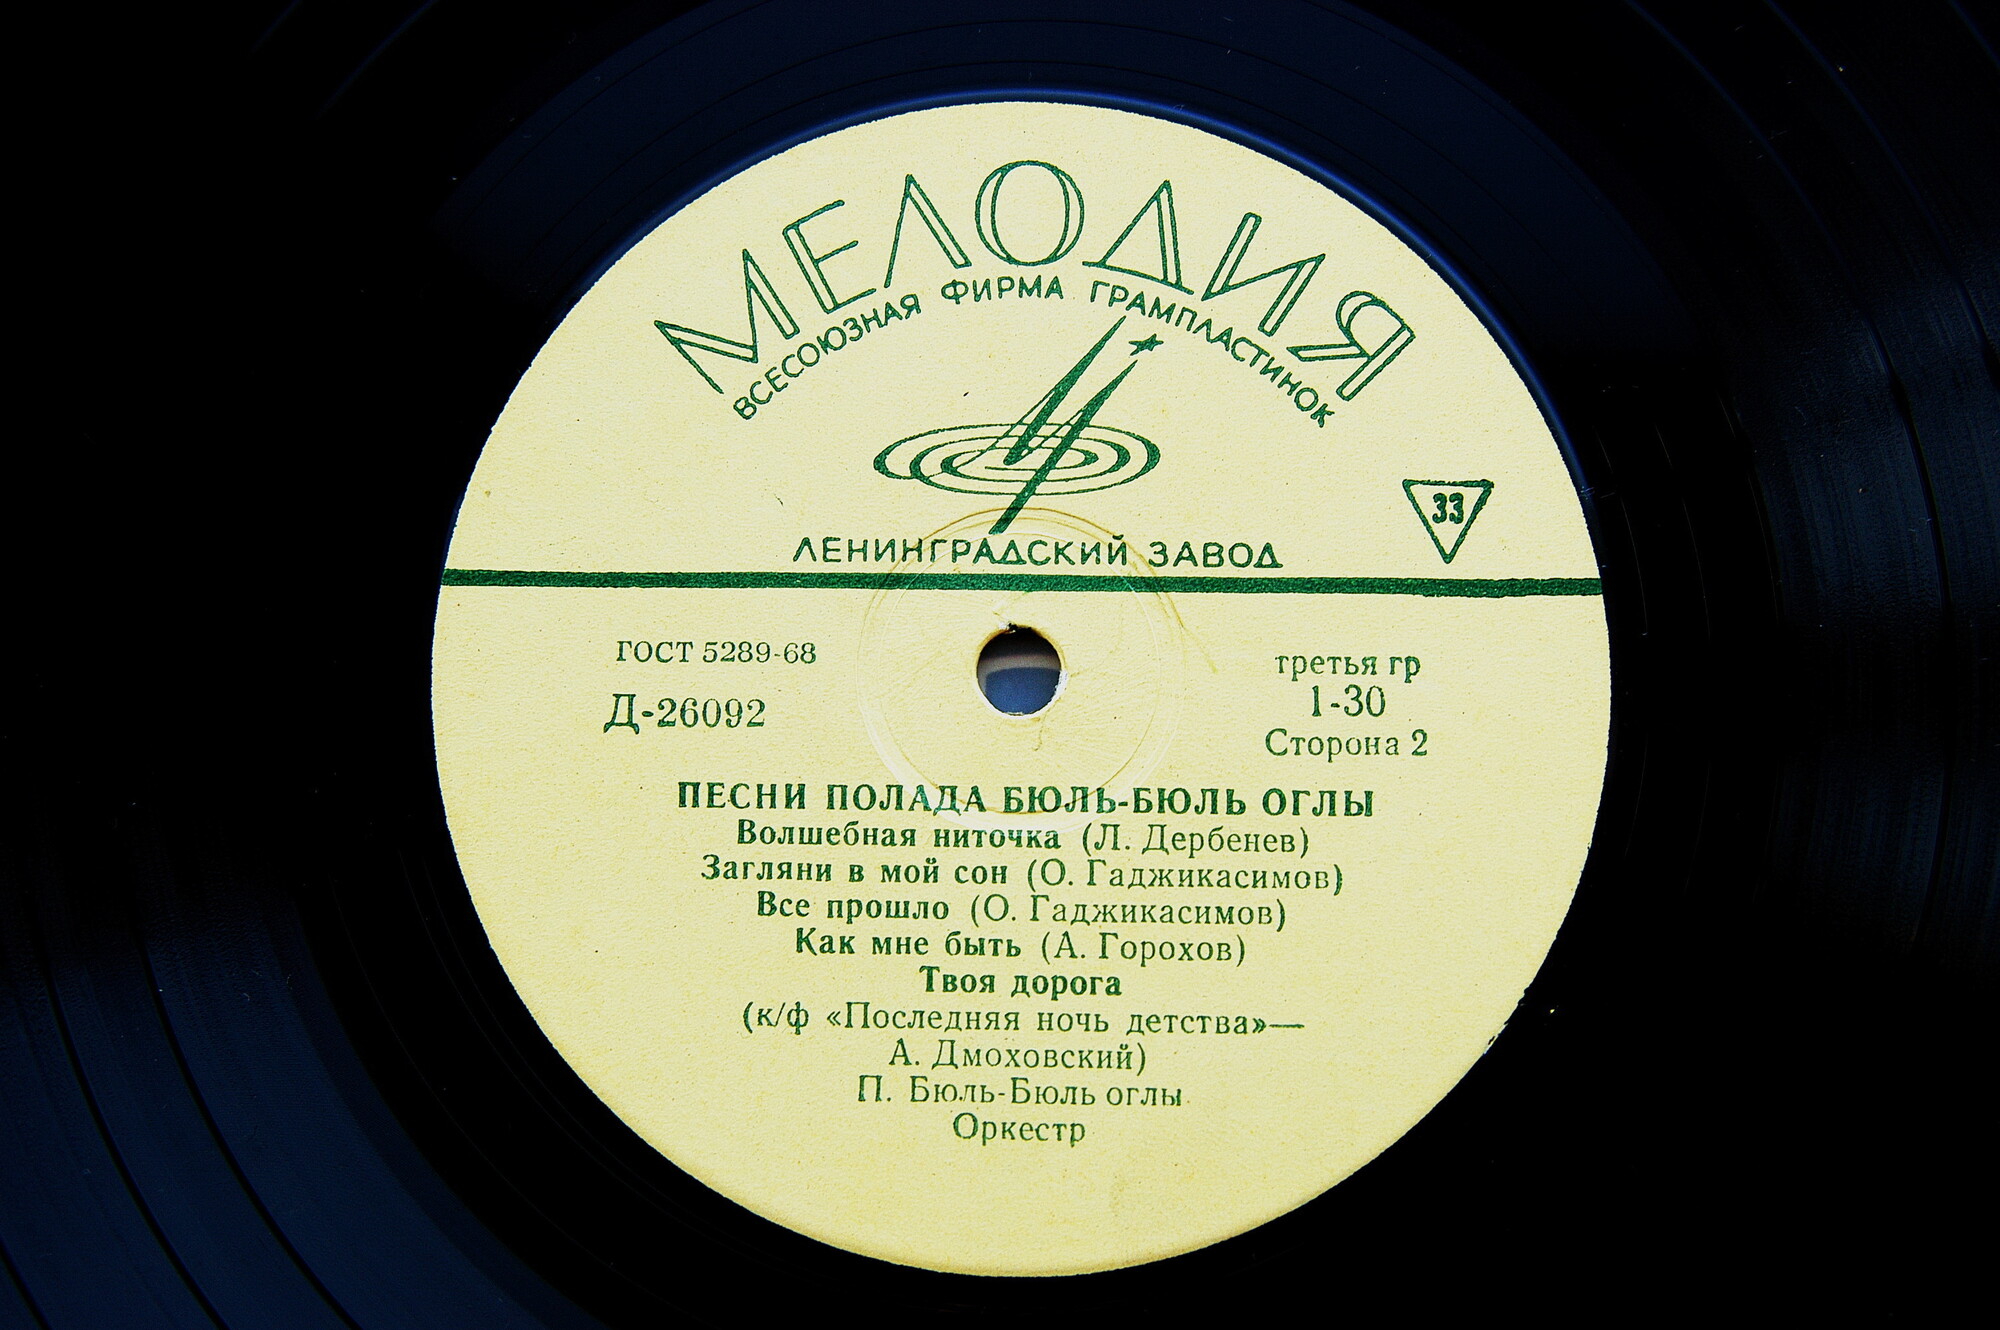 МЕЛОДИЯ
ВСЕСОЮЗНАЯ ФИРМА ГРАМПЛАСТИНОК
33
ЛЕНИНГРАДСКИЙ ЗАВОД
ГОСТ 5289-68
Д-26092
третья гр
1-30
Сторона 2
ПЕСНИ ПОЛАДА БЮЛЬ-БЮЛЬ ОГЛЫ
Волшебная ниточка (Л. Дербенев)
Загляни в мой сон (О. Гаджикасимов)
Все прошло (О. Гаджикасимов)
Как мне быть (А. Горохов)
Твоя дорога
(к/ф «Последняя ночь детства»—
А. Дмоховский)
П. Бюль-Бюль оглы
Оркестр